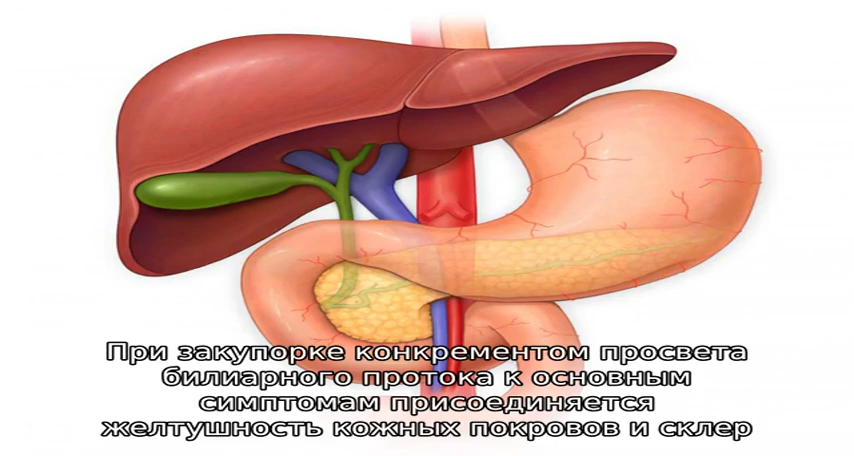 При закупорке конкрементом просвета
билиарного протока к основным
симптомам присоединяется
желтушность кожных покровов и склер